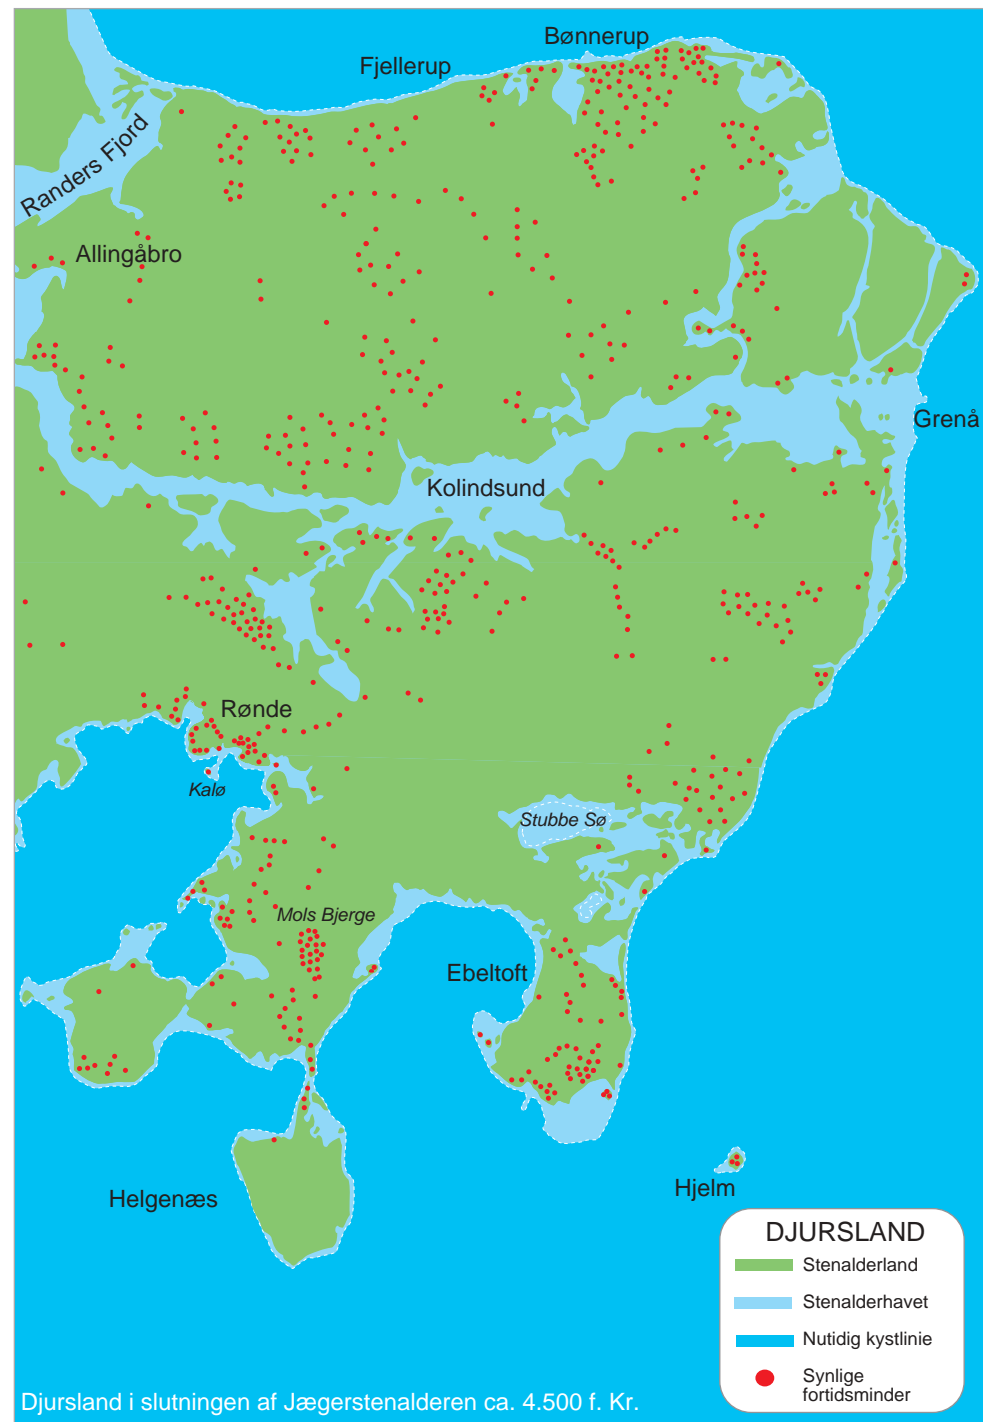 Bønnerup
Fjellerup
Randers Fjord
Allingåbro
Grenå
Kolindsund
Rønde
Kalø
Stubbe Sø
Mols Bjerge
Ebeltoft
Hjelm
Helgenæs
DJURSLAND
Stenalderland
Stenalderhavet
Nutidig kystlinie
Synlige
fortidsminder
Djursland i slutningen af Jægerstenalderen ca. 4.500 f. Kr.